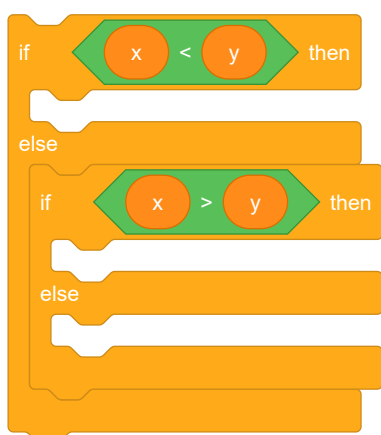 if x < y then
else
if x > y then
else